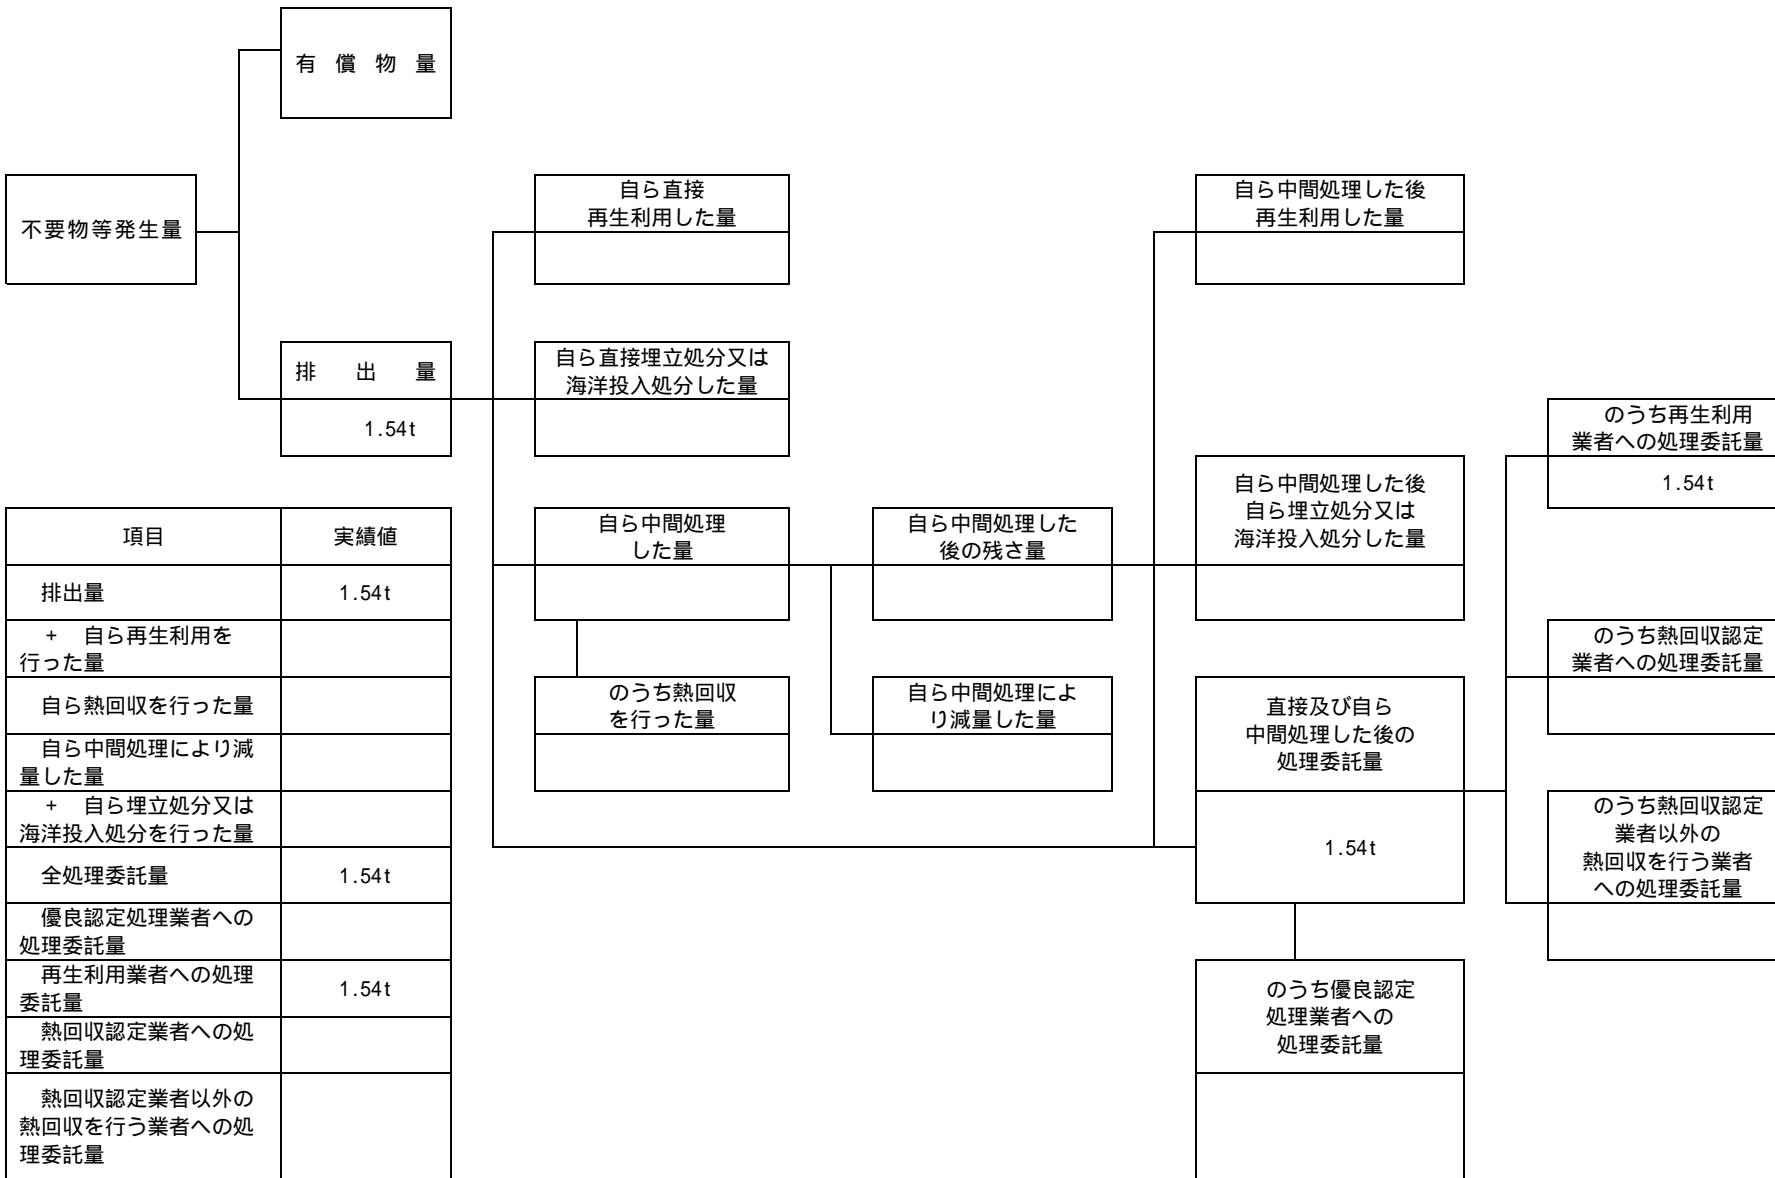 有償物量
不要物等発生量
自ら直接
再生利用した量
自ら中間処理した後
再生利用した量
排出量
1.54t
自ら直接埋立処分又は
海洋投入処分した量
のうち再生利用
業者への処理委託量
1.54t
自ら中間処理した後
自ら埋立処分又は
海洋投入処分した量
自ら中間処理
した量
自ら中間処理した
後の残さ量
のうち熱回収認定
業者への処理委託量
のうち熱回収
を行った量
自ら中間処理によ
り減量した量
直接及び自ら
中間処理した後の
処理委託量
1.54t
のうち熱回収認定
業者以外の
熱回収を行う業者
への処理委託量
のうち優良認定
処理業者への
処理委託量
項目 実績値
排出量 1.54t
+ 自ら再生利用を
行った量
自ら熱回収を行った量
自ら中間処理により減
量した量
+ 自ら埋立処分又は
海洋投入処分を行った量
全処理委託量 1.54t
優良認定処理業者への
処理委託量
再生利用業者への処理
委託量 1.54t
熱回収認定業者への処
理委託量
熱回収認定業者以外の
熱回収を行う業者への処
理委託量